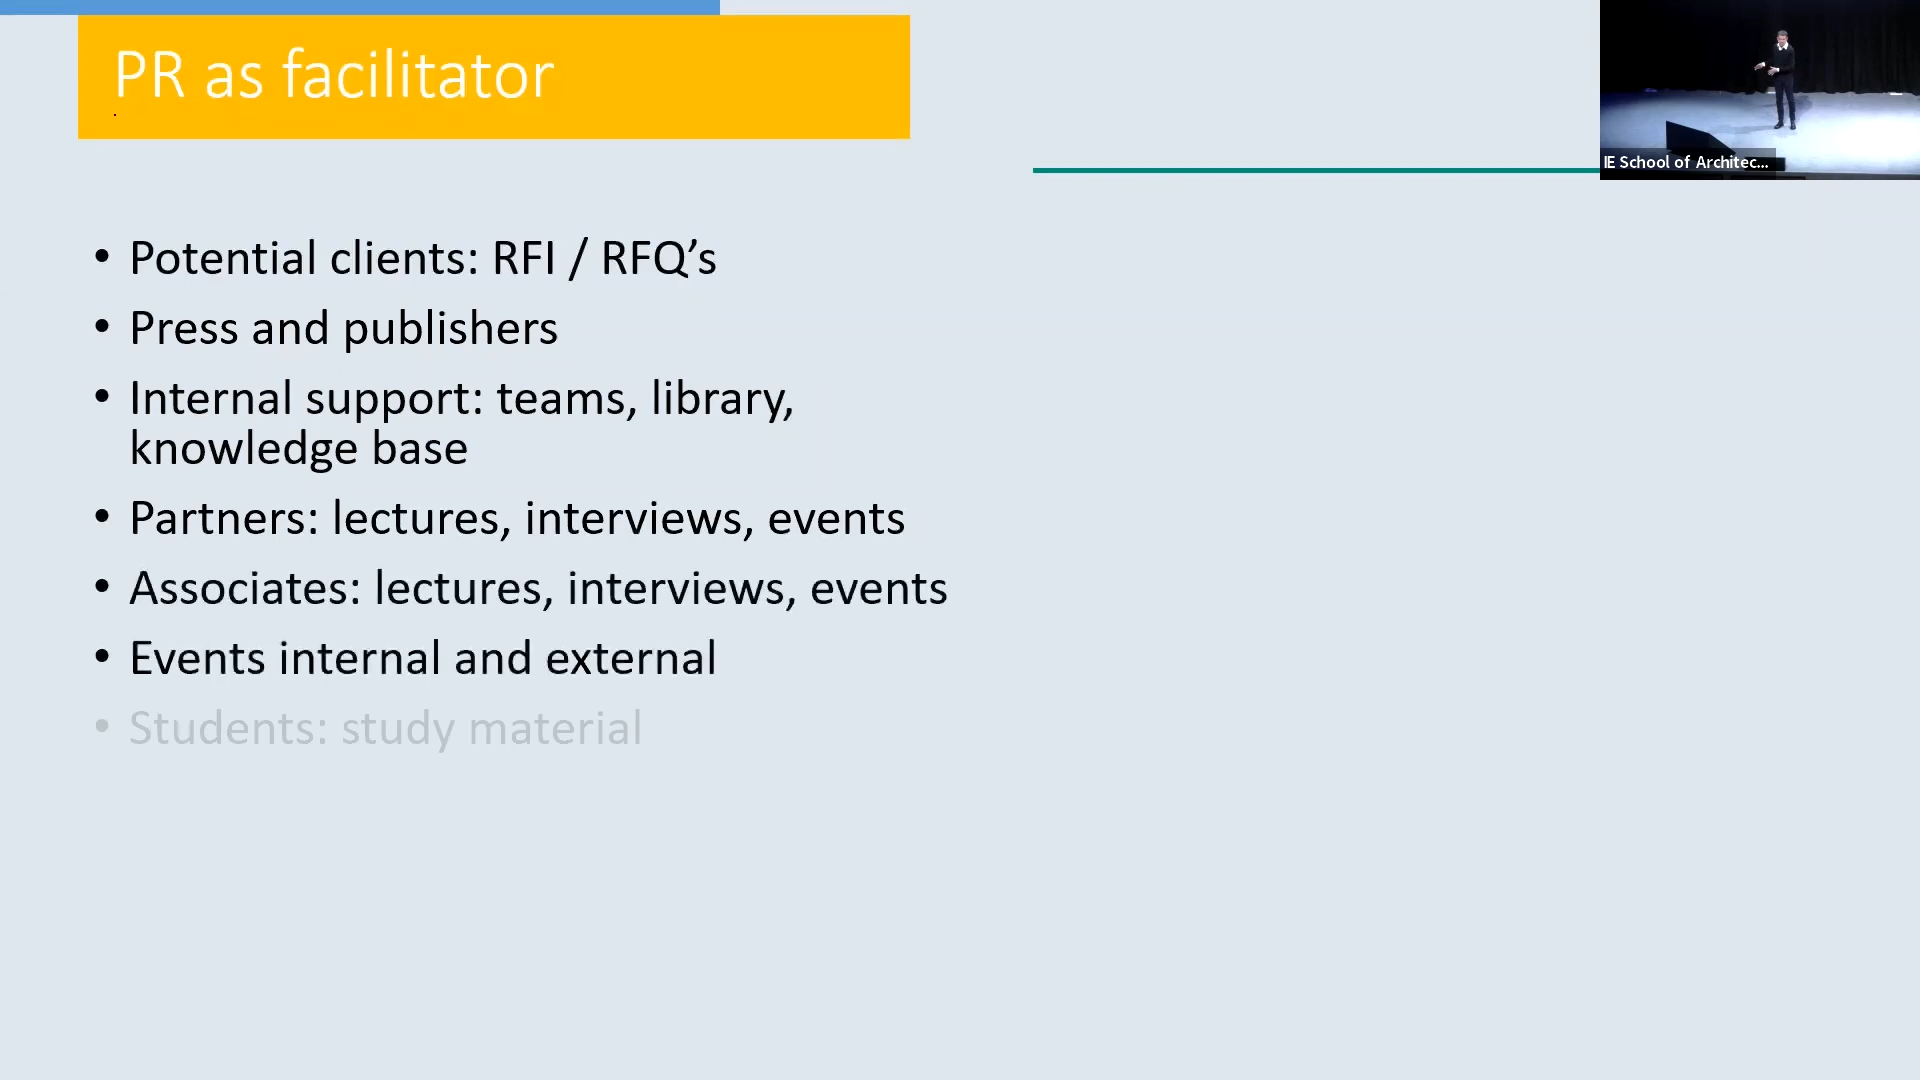 PR as facilitator
.
IE School of Architec...
• Potential clients: RFI / RFQ’s
• Press and publishers
• Internal support: teams, library,
knowledge base
• Partners: lectures, interviews, events
• Associates: lectures, interviews, events
• Events internal and external
• Students: study material